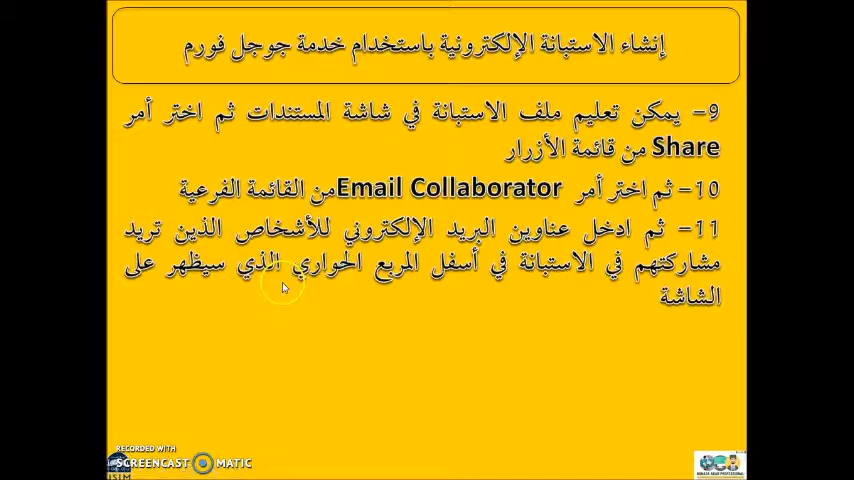 إنشاء الاستبانة الإلكترونية باستخدام خدمة جوجل فورم
9- يمكن تعليم ملف الاستبانة في شاشة المستندات ثم اختر أمر
Share من قائمة الأزرار
10- ثم اختر أمر Email Collaborator من القائمة الفرعية
11- ثم ادخل عناوين البريد الإلكتروني للأشخاص الذين تريد
مشاركتهم في الاستبانة في أسفل المربع الحواري الذي سيظهر على
الشاشة
RECORDED WITH
SCREENCAST MATIC